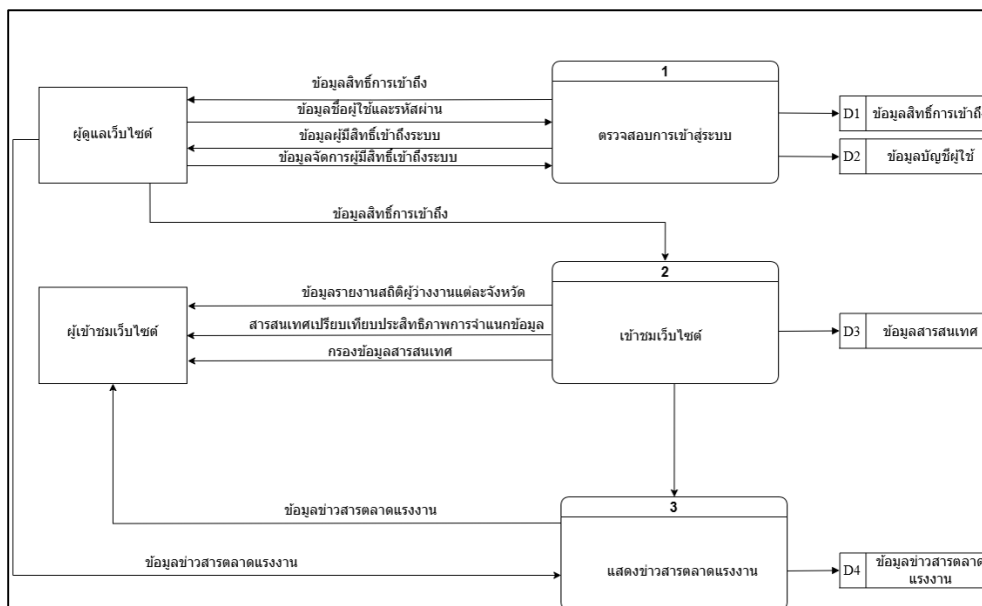 1
ข้อมูลสิทธิ์การเข้าถึง
ข้อมูลชื่อผู้ใช้และรหัสผ่าน
ผู้ดูแลเว็บไซต์
ข้อมูลผู้มีสิทธิ์เข้าถึงระบบ
ข้อมูลจัดการผู้มีสิทธิ์เข้าถึงระบบ
ตรวจสอบการเข้าสู่ระบบ
D1 ข้อมูลสิทธิ์การเข้าถึง
D2 ข้อมูลบัญชีผู้ใช้
ข้อมูลสิทธิ์การเข้าถึง
2
ข้อมูลรายงานสถิติผู้ว่างงานแต่ละจังหวัด
ผู้เข้าชมเว็บไซต์
สารสนเทศเปรียบเทียบประสิทธิภาพการจำแนกข้อมูล
กรองข้อมูลสารสนเทศ
เข้าชมเว็บไซต์
D3 ข้อมูลสารสนเทศ
3
ข้อมูลข่าวสารตลาดแรงงาน
ข้อมูลข่าวสารตลาดแรงงาน
แสดงข่าวสารตลาดแรงงาน
D4 ข้อมูลข่าวสารตลาด
แรงงาน